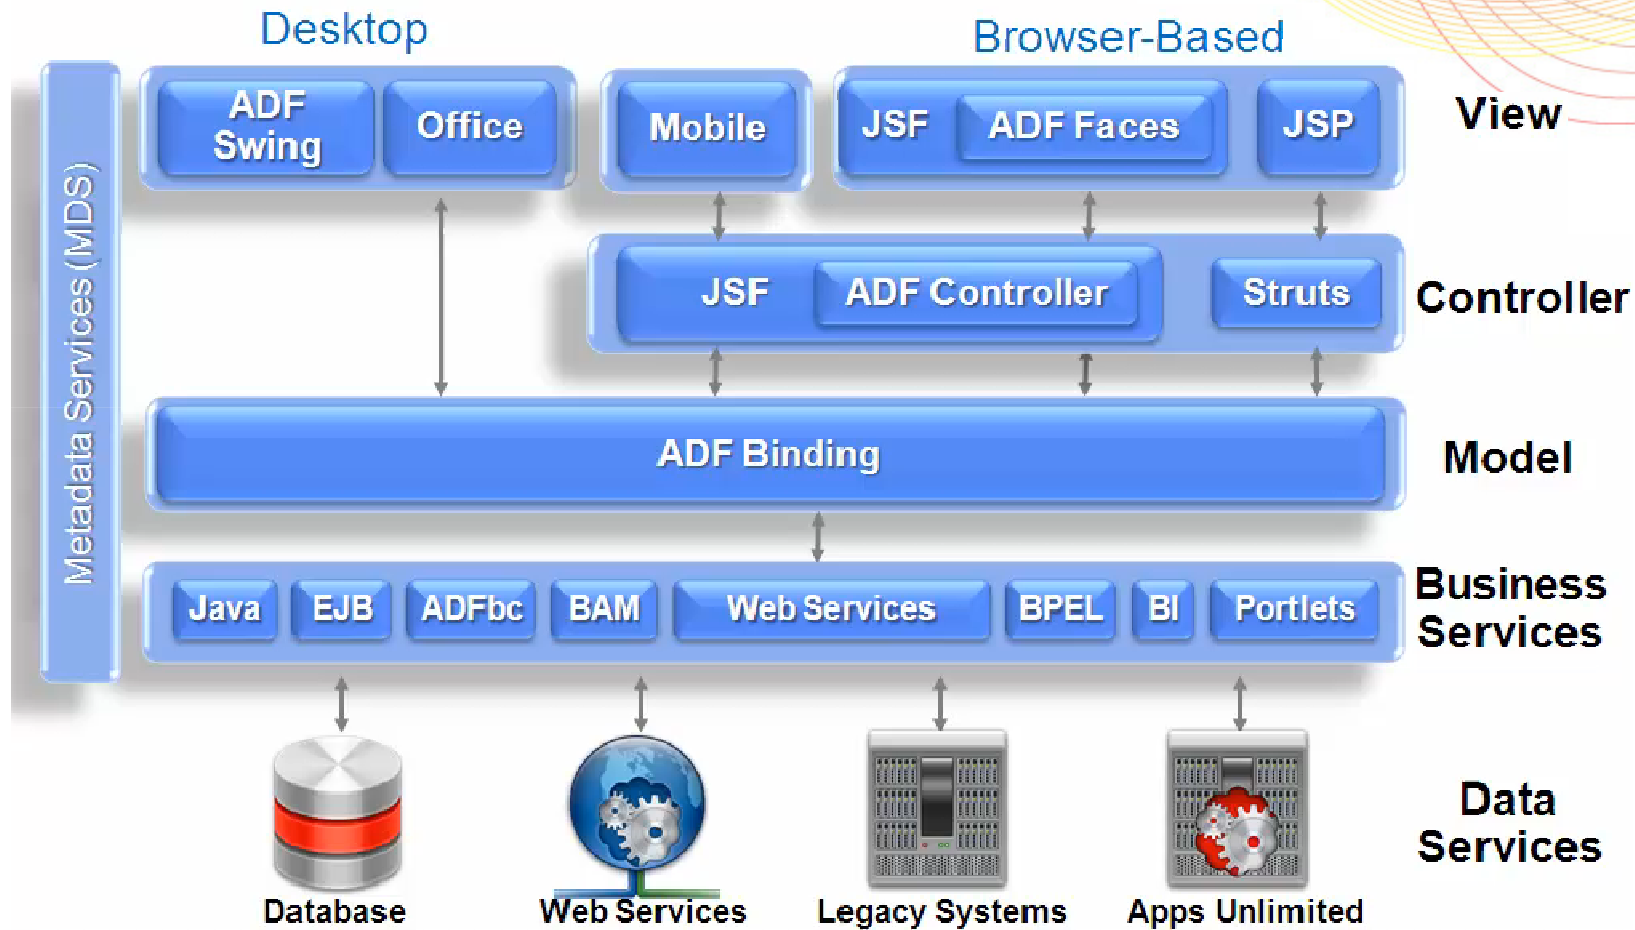 Desktop
Browser-Based
Metadata Services (MDS)
ADF
Swing
Office
Mobile
JSF
ADF Faces
JSP
View
JSF
ADF Controller
Struts
Controller
ADF Binding
Model
Java
EJB
ADFbc
BAM
Web Services
BPEL
BI
Portlets
Business
Services
Data
Services
Database
Web Services
Legacy Systems
Apps Unlimited